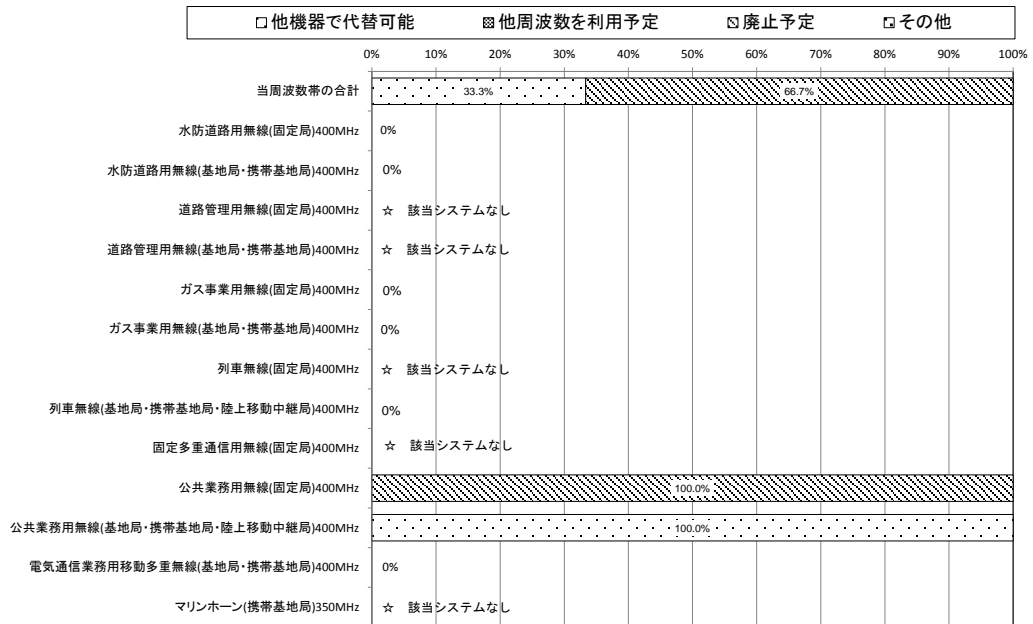 他機器で代替可能 他周波数を利用予定 廃止予定 その他
0% 10% 20% 30% 40% 50% 60% 70% 80% 90% 100%
当周波数帯の合計 33.3% 66.7%
水防道路用無線(固定局)400MHz 0%
水防道路用無線(基地局・携帯基地局)400MHz 0%
道路管理用無線(固定局)400MHz ☆ 該当システムなし
道路管理用無線(基地局・携帯基地局)400MHz ☆ 該当システムなし
ガス事業用無線(固定局)400MHz 0%
ガス事業用無線(基地局・携帯基地局)400MHz 0%
列車無線(固定局)400MHz ☆ 該当システムなし
列車無線(基地局・携帯基地局・陸上移動中継局)400MHz 0%
固定多重通信用無線(固定局)400MHz ☆ 該当システムなし
公共業務用無線(固定局)400MHz 100.0%
公共業務用無線(基地局・携帯基地局・陸上移動中継局)400MHz 100.0%
電気通信業務用移動多重無線(基地局・携帯基地局)400MHz 0%
マリンホーン(携帯基地局)350MHz ☆ 該当システムなし